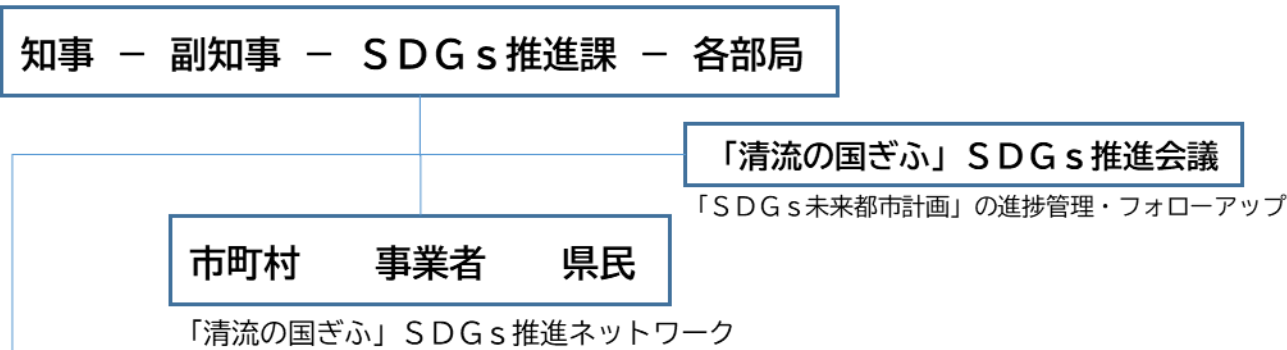 知事 － 副知事 － ＳＤＧｓ推進課 － 各部局
「清流の国ぎふ」ＳＤＧｓ推進会議
「ＳＤＧｓ未来都市計画」の進捗管理・フォローアップ
市町村　　事業者　　県民
「清流の国ぎふ」ＳＤＧｓ推進ネットワーク